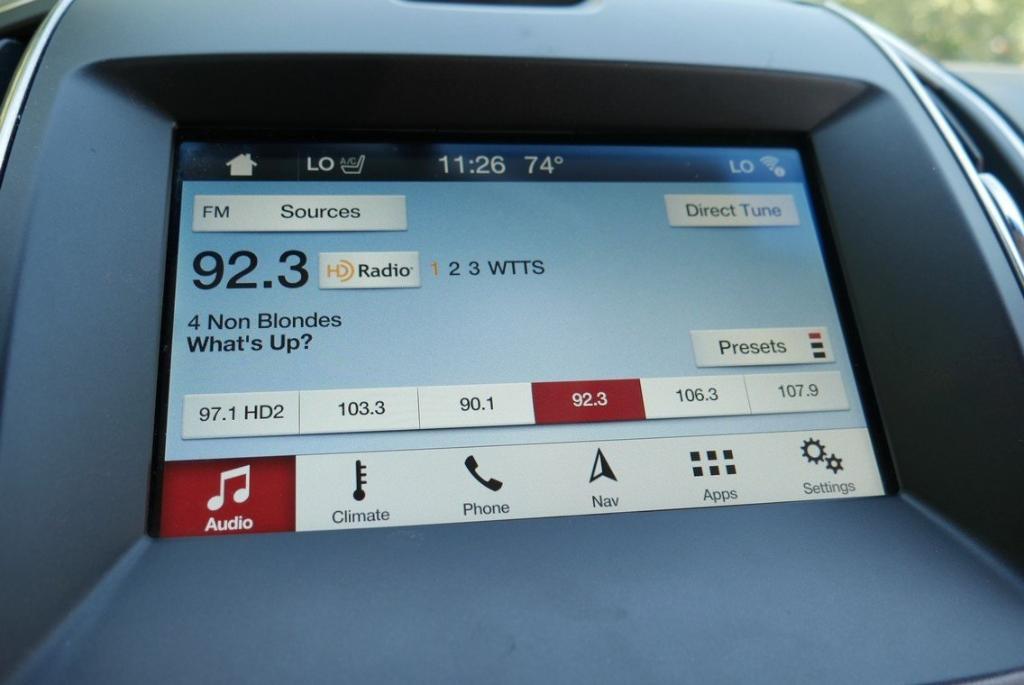 LO A/C 11:26 74° LO
FM Sources Direct Tune
92.3 HD Radio 1 2 3 WTTS
4 Non Blondes
What's Up?
Presets
97.1 HD2 103.3 90.1 92.3 106.3 107.9
Audio Climate Phone Nav Apps Settings